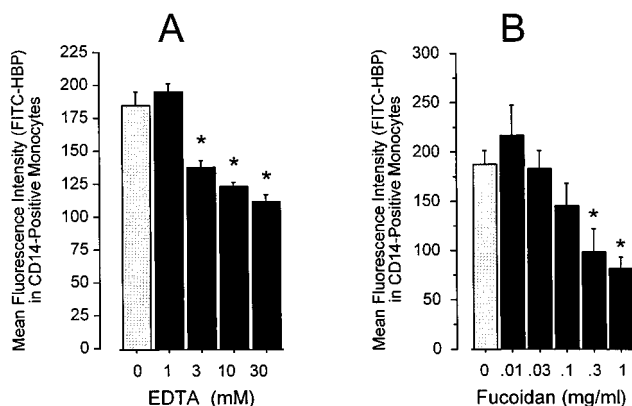 A
Mean Fluorescence Intensity (FITC-HBP)
in CD14-Positive Monocytes
225
200
175
150
125
100
75
50
25
0
*
*
*
0 1 3 10 30
EDTA (mM)
B
Mean Fluorescence Intensity (FITC-HBP)
in CD14-Positive Monocytes
300
250
200
150
100
50
0
*
*
0 .01 .03 .1 .3 1
Fucoidan (mg/ml)